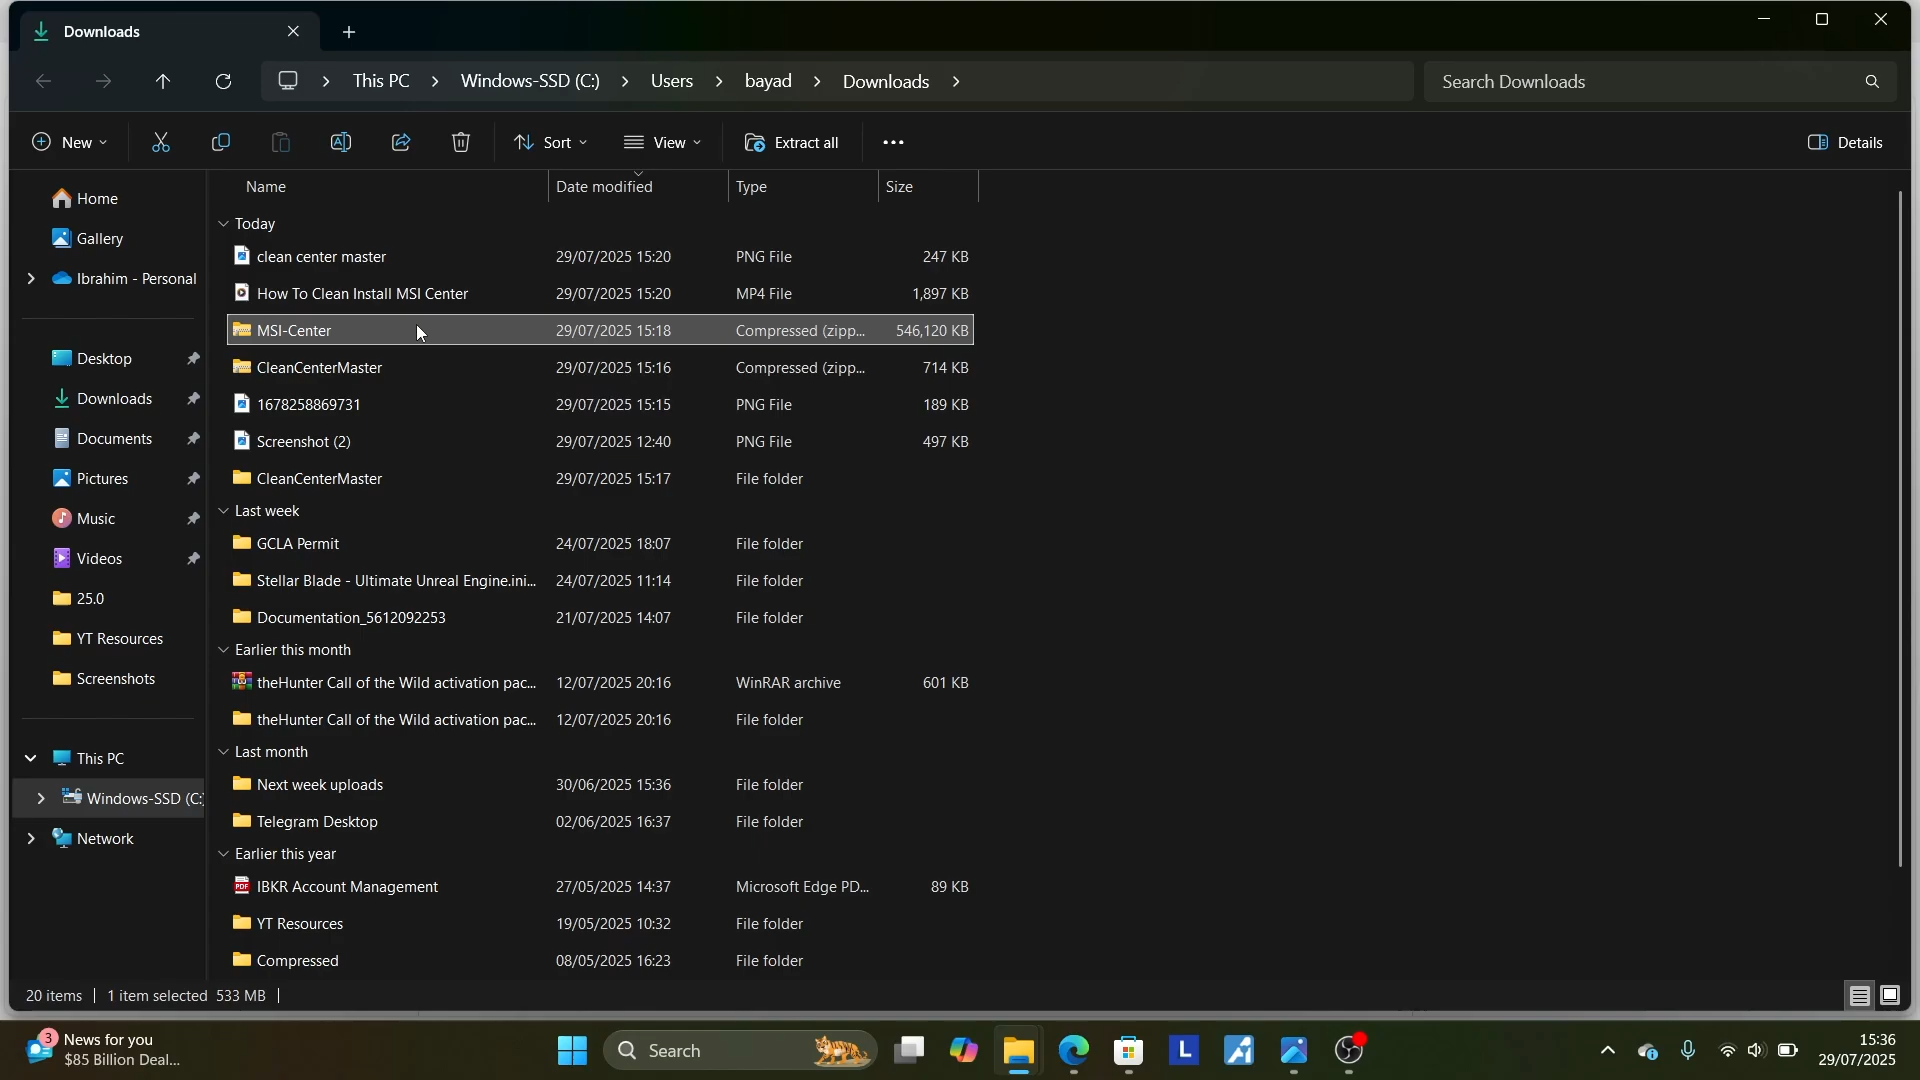 Downloads
This PC
Windows-SSD (C:)
Users
bayad
Downloads
Search Downloads
New
Sort
View
Extract all
Details
Name
Date modified
Type
Size
Home
Gallery
Ibrahim - Personal
Desktop
Downloads
Documents
Pictures
Music
Videos
25.0
YT Resources
Screenshots
This PC
Windows-SSD (C:
Network
Today
clean center master 29/07/2025 15:20 PNG File 247 KB
How To Clean Install MSI Center 29/07/2025 15:20 MP4 File 1,897 KB
MSI-Center 29/07/2025 15:18 Compressed (zipp... 546,120 KB
CleanCenterMaster 29/07/2025 15:16 Compressed (zipp... 714 KB
1678258869731 29/07/2025 15:15 PNG File 189 KB
Screenshot (2) 29/07/2025 12:40 PNG File 497 KB
CleanCenterMaster 29/07/2025 15:17 File folder
Last week
GCLA Permit 24/07/2025 18:07 File folder
Stellar Blade - Ultimate Unreal Engine.ini... 24/07/2025 11:14 File folder
Documentation_5612092253 21/07/2025 14:07 File folder
Earlier this month
theHunter Call of the Wild activation pac... 12/07/2025 20:16 WinRAR archive 601 KB
theHunter Call of the Wild activation pac... 12/07/2025 20:16 File folder
Last month
Next week uploads 30/06/2025 15:36 File folder
Telegram Desktop 02/06/2025 16:37 File folder
Earlier this year
IBKR Account Management 27/05/2025 14:37 Microsoft Edge PD... 89 KB
YT Resources 19/05/2025 10:32 File folder
Compressed 08/05/2025 16:23 File folder
20 items 1 item selected 533 MB
3
News for you
$85 Billion Deal...
Search
L
15:36
29/07/2025